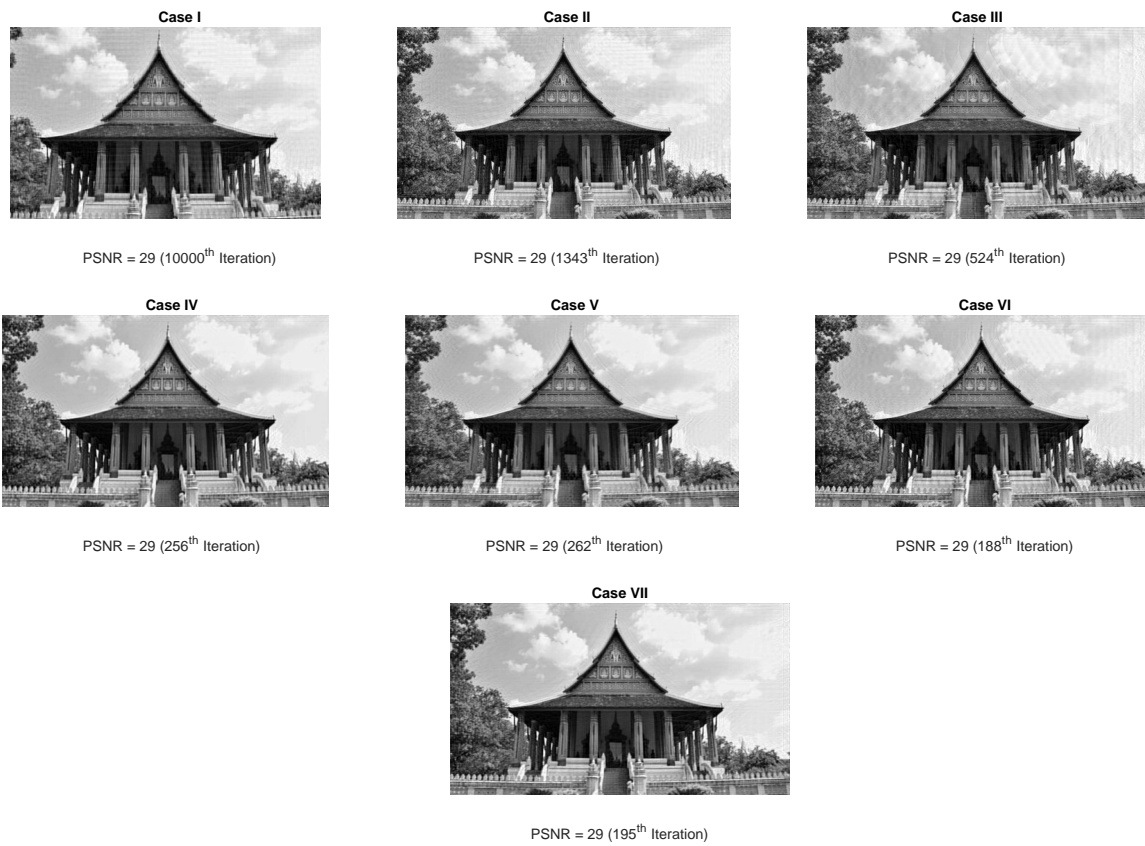 Case I
Case II
Case III
PSNR = 29 (10000th Iteration)
PSNR = 29 (1343th Iteration)
PSNR = 29 (524th Iteration)
Case IV
Case V
Case VI
PSNR = 29 (256th Iteration)
PSNR = 29 (262th Iteration)
PSNR = 29 (188th Iteration)
Case VII
PSNR = 29 (195th Iteration)